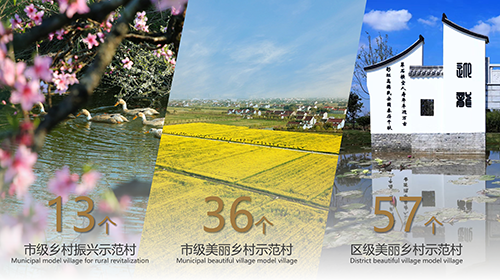 13个
市级乡村振兴示范村
Municipal model village for rural revitalization
36个
市级美丽乡村示范村
Municipal beautiful village model village
57个
区级美丽乡村示范村
District beautiful village model village